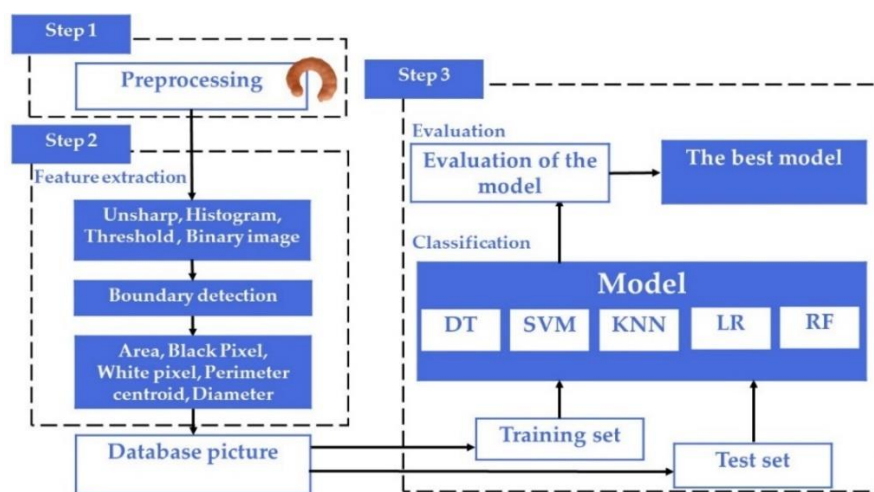 Step 1
Preprocessing
Step 2
Feature extraction
Unsharp, Histogram,
Threshold, Binary image
Boundary detection
Area, Black Pixel,
White pixel, Perimeter
centroid, Diameter
Database picture
Step 3
Evaluation
Evaluation of the
model
The best model
Classification
Model
DT
SVM
KNN
LR
RF
Training set
Test set